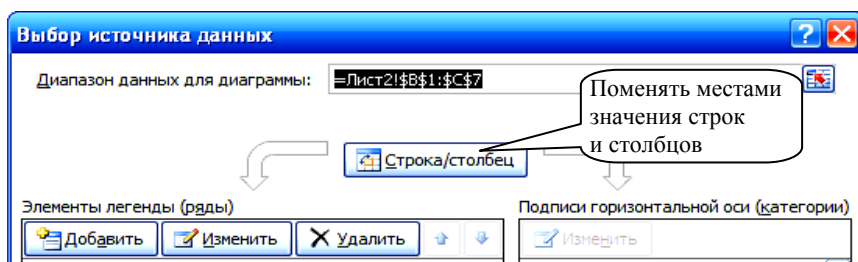 Выбор источника данных
Диапазон данных для диаграммы: =Лист2!$B$1:$C$7
Поменять местами
значения строк
и столбцов
Строка/столбец
Элементы легенды (ряды)
Подписи горизонтальной оси (категории)
Добавить Изменить Удалить Изменить